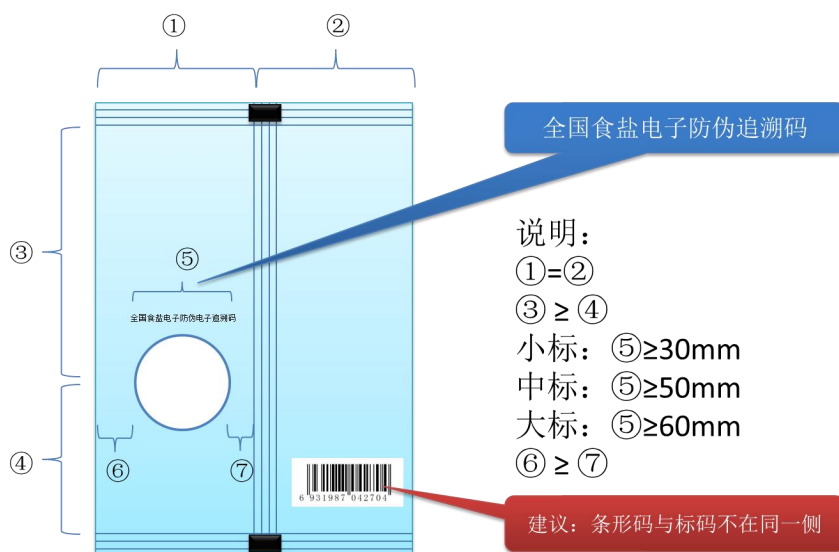 ① ②
全国食盐电子防伪追溯码
③
⑤
全国食盐电子防伪电子追溯码
④
⑥ ⑦
6 931987 042704
说明：
①=②
③ ≥ ④
小标：⑤≥30mm
中标：⑤≥50mm
大标：⑤≥60mm
⑥ ≥ ⑦
建议：条形码与标码不在同一侧